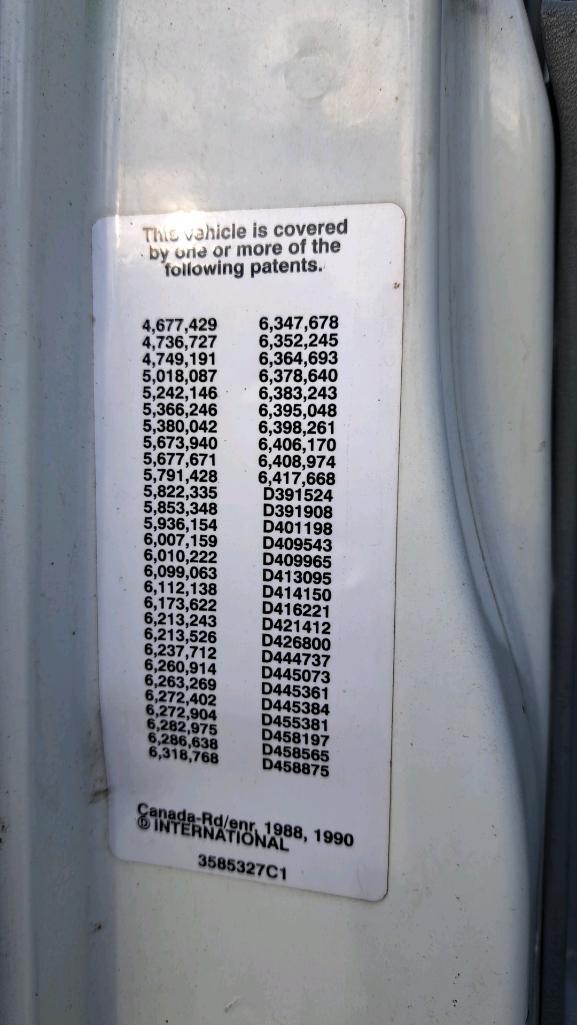 This vehicle is covered
by one or more of the
following patents.
4,677,429
4,736,727
4,749,191
5,018,087
5,242,146
5,366,246
5,380,042
5,673,940
5,677,671
5,791,428
5,822,335
5,853,348
5,936,154
6,007,159
6,010,222
6,099,063
6,112,138
6,173,622
6,213,243
6,213,526
6,237,712
6,260,914
6,263,269
6,272,402
6,272,904
6,282,975
6,286,638
6,318,768
6,347,678
6,352,245
6,364,693
6,378,640
6,383,243
6,395,048
6,398,261
6,406,170
6,408,974
6,417,668
D391524
D391908
D401198
D409543
D409965
D413095
D414150
D416221
D421412
D426800
D444737
D445073
D445361
D445384
D455381
D458197
D458565
D458875
Canada-Rd/enr. 1988, 1990
Ⓓ INTERNATIONAL
3585327C1